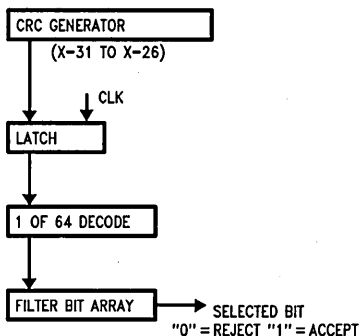 CRC GENERATOR
(X-31 TO X-26)
CLK
LATCH
1 OF 64 DECODE
FILTER BIT ARRAY
SELECTED BIT
"0" = REJECT "1" = ACCEPT